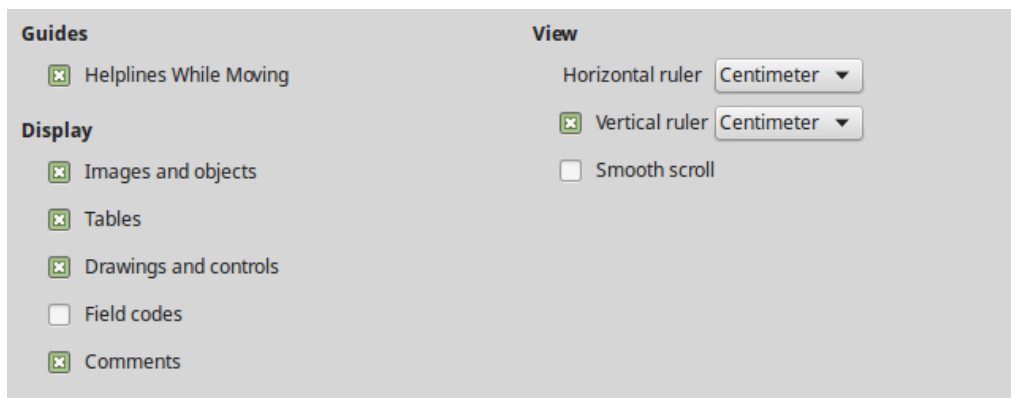 Guides
Helplines While Moving
Display
Images and objects
Tables
Drawings and controls
Field codes
Comments
View
Horizontal ruler Centimeter
Vertical ruler Centimeter
Smooth scroll